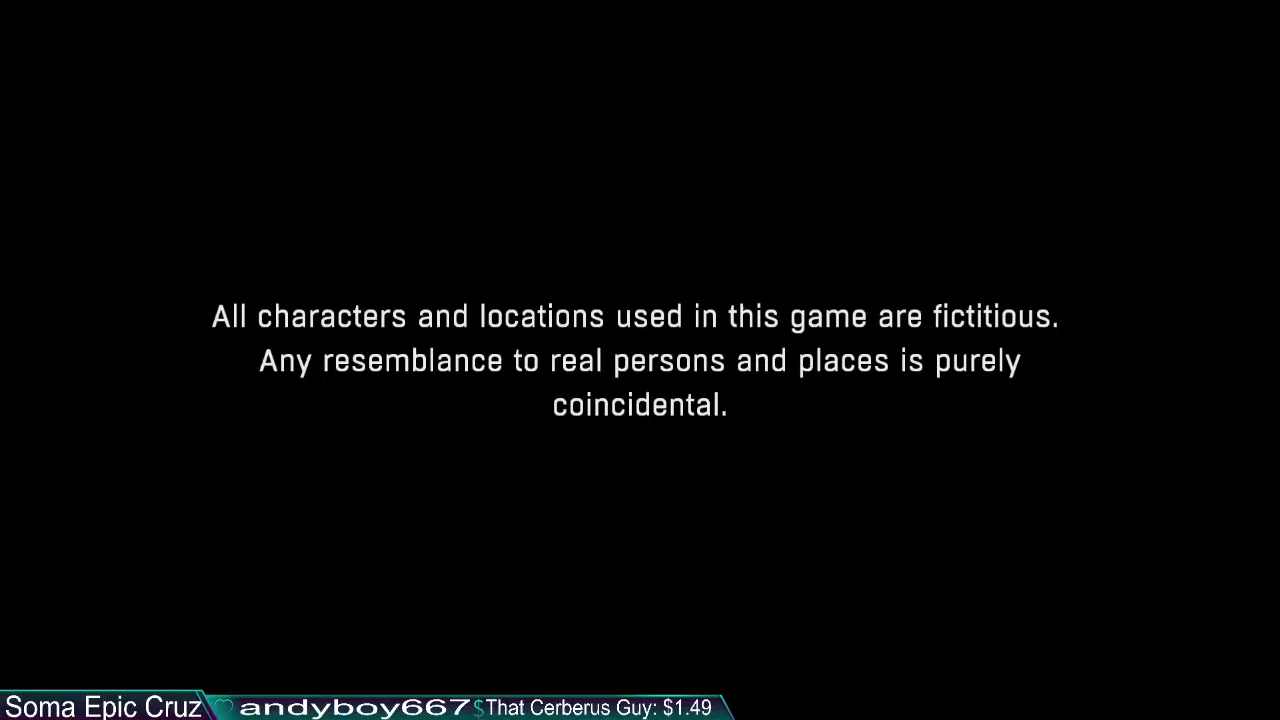 All characters and locations used in this game are fictitious.
Any resemblance to real persons and places is purely
coincidental.
Soma Epic Cruz andyboy667 $ That Cerberus Guy: $1.49